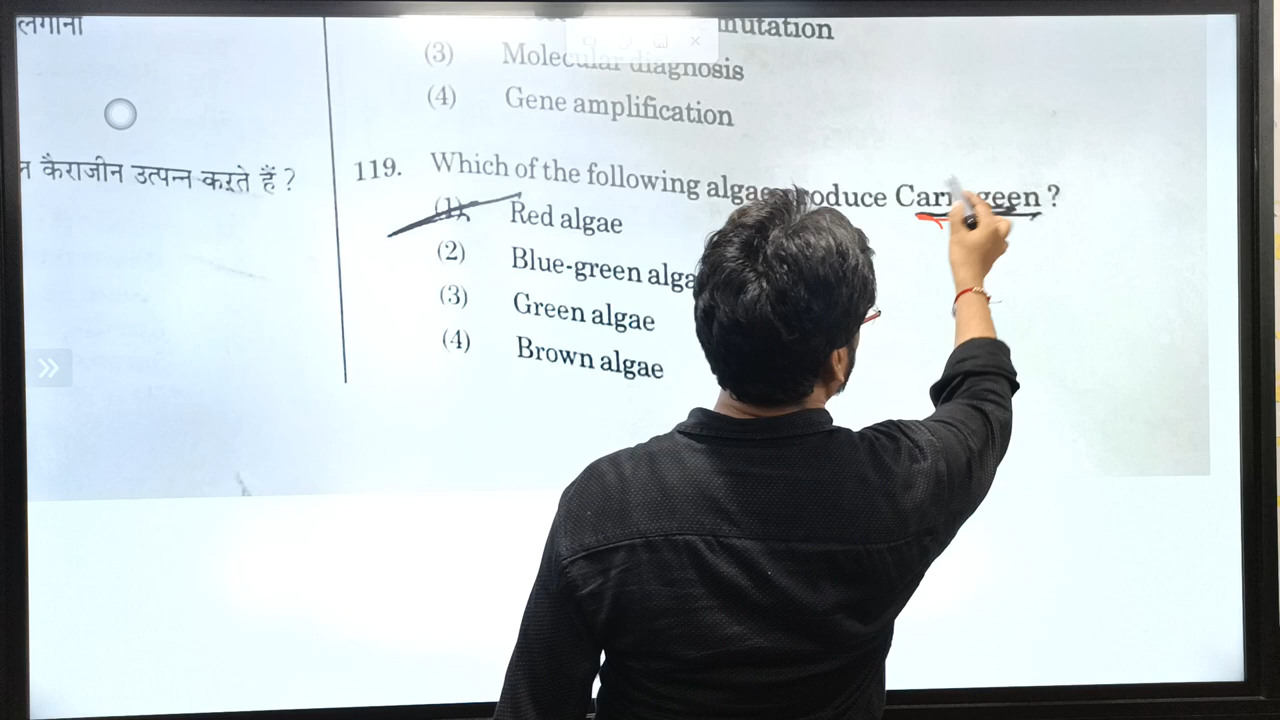 लगाना
mutation
(3) Molecular diagnosis
(4) Gene amplification
कैराजीन उत्पन्न करते हैं ?
119. Which of the following algae produce ?
(1) Red algae
(2) Blue-green
(3) Green algae
(4) Brown algae